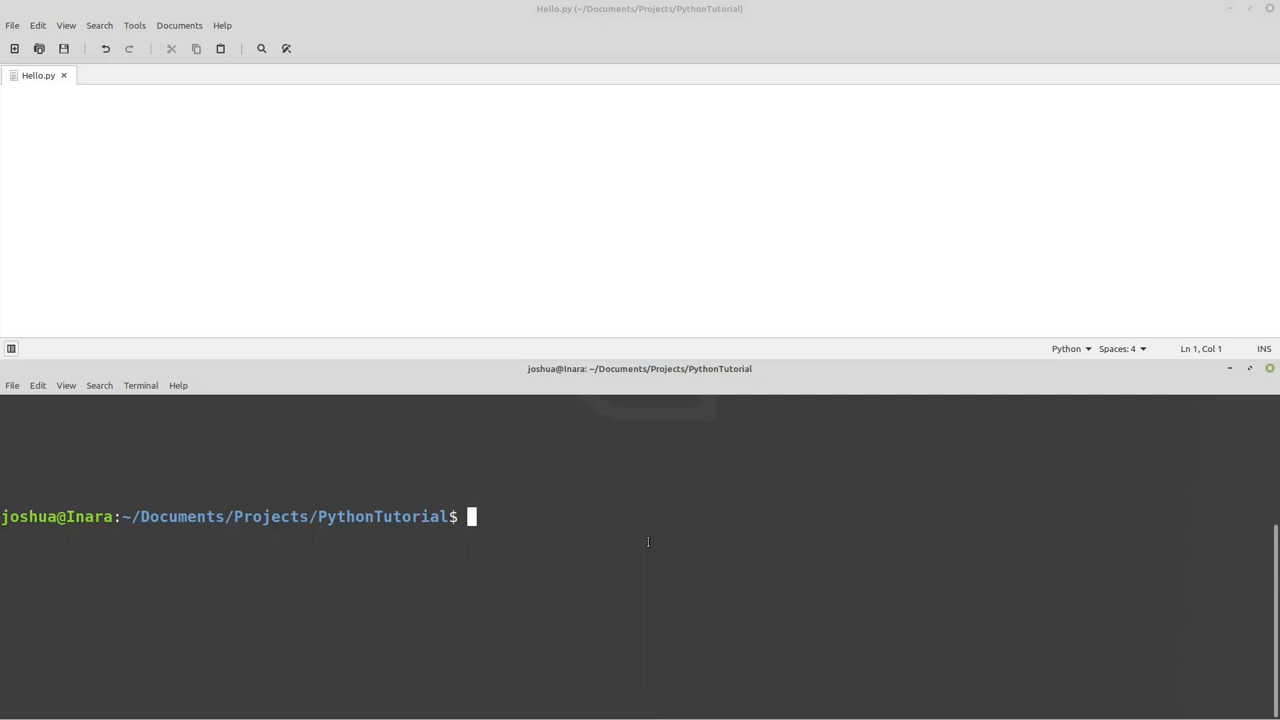 Hello.py (~/Documents/Projects/PythonTutorial)
File Edit View Search Tools Documents Help
Hello.py
Python Spaces: 4 Ln 1, Col 1 INS
joshua@Inara: ~/Documents/Projects/PythonTutorial
File Edit View Search Terminal Help
joshua@Inara:~/Documents/Projects/PythonTutorial$